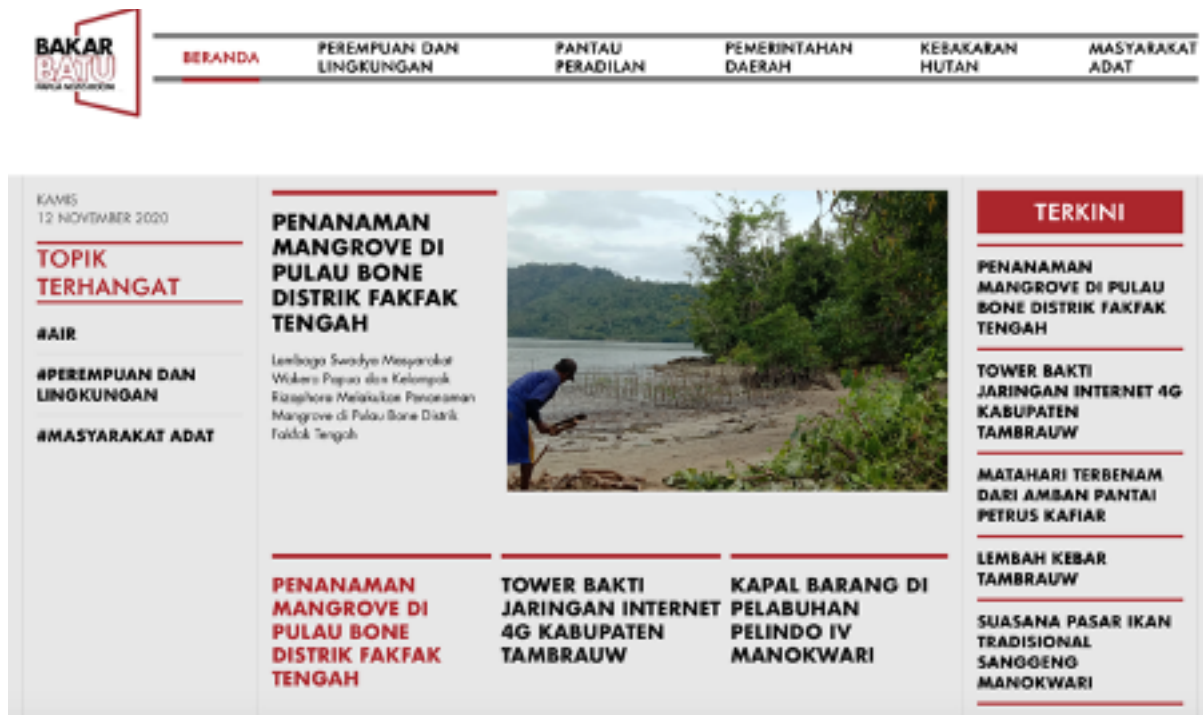 BAKAR
BATU
PAPUA NEWSROOM
BERANDA
PEREMPUAN DAN
LINGKUNGAN
PANTAU
PERADILAN
PEMERINTAHAN
DAERAH
KEBAKARAN
HUTAN
MASYARAKAT
ADAT
KAMIS
12 NOVEMBER 2020
TOPIK
TERHANGAT
#AIR
#PEREMPUAN DAN
LINGKUNGAN
#MASYARAKAT ADAT
PENANAMAN
MANGROVE DI
PULAU BONE
DISTRIK FAKFAK
TENGAH
Lembaga Swadya Masyarakat
Wakera Papua dan Kelompok
Rizophora Melakukan Penanaman
Mangrove di Pulau Bone Distrik
Fakfak Tengah
PENANAMAN
MANGROVE DI
PULAU BONE
DISTRIK FAKFAK
TENGAH
TOWER BAKTI
JARINGAN INTERNET
4G KABUPATEN
TAMBRAUW
KAPAL BARANG DI
PELABUHAN
PELINDO IV
MANOKWARI
TERKINI
PENANAMAN
MANGROVE DI PULAU
BONE DISTRIK FAKFAK
TENGAH
TOWER BAKTI
JARINGAN INTERNET 4G
KABUPATEN
TAMBRAUW
MATAHARI TERBENAM
DARI AMBAN PANTAI
PETRUS KAFIAR
LEMBAH KEBAR
TAMBRAUW
SUASANA PASAR IKAN
TRADISIONAL
SANGGENG
MANOKWARI